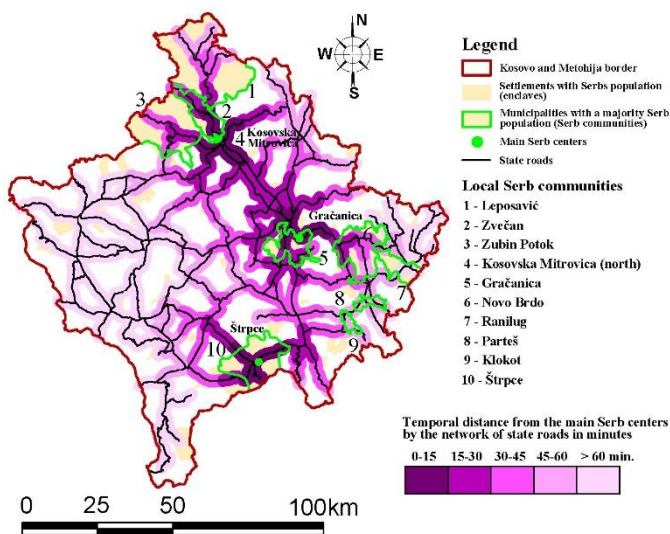 N
W E
S
1
3
2
4 Kosovska
Mitrovica
Gračanica
6
5
8
7
Štrpce
10
9
0 25 50 100km
Legend
Kosovo and Metohija border
Settlements with Serbs population
(enclaves)
Municipalities with a majority Serb
population (Serb communities)
Main Serb centers
State roads
Local Serb communities
1 - Leposavić
2 - Zvečan
3 - Zubin Potok
4 - Kosovska Mitrovica (north)
5 - Gračanica
6 - Novo Brdo
7 - Ranilug
8 - Parteš
9 - Klokot
10 - Štrpce
Temporal distance from the main Serb centers
by the network of state roads in minutes
0-15 15-30 30-45 45-60 > 60 min.